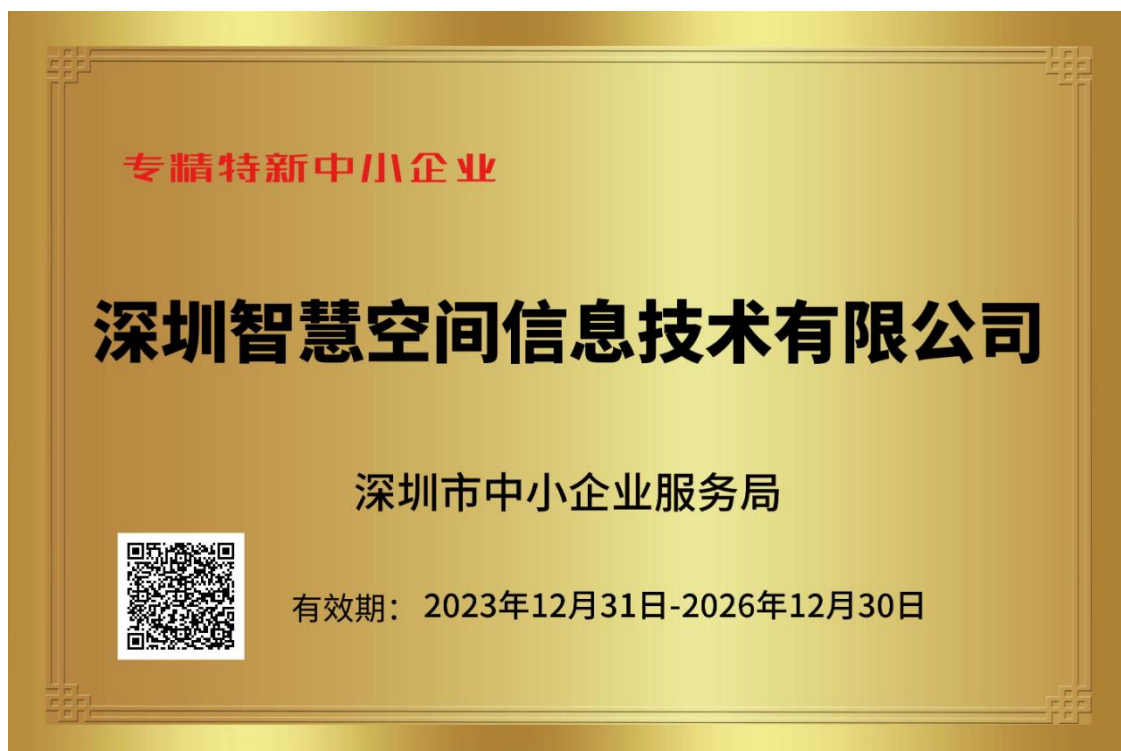 专精特新中小企业
深圳智慧空间信息技术有限公司
深圳市中小企业服务局
有效期：2023年12月31日-2026年12月30日